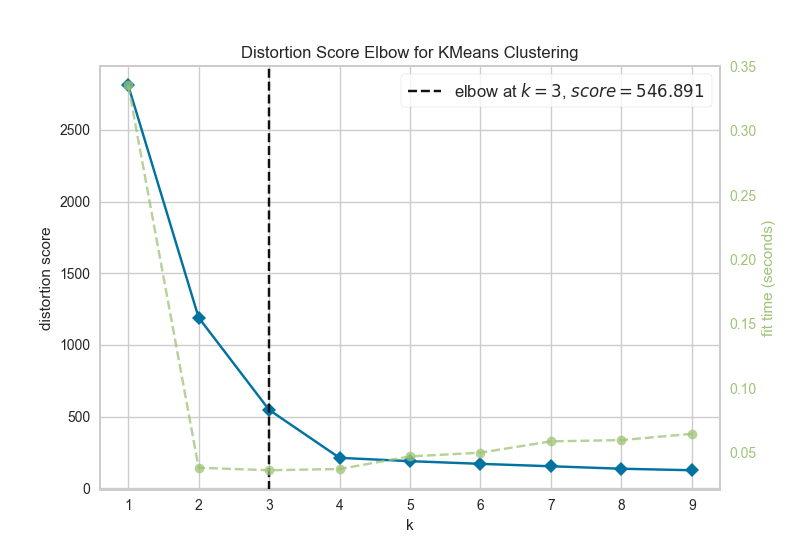 Distortion Score Elbow for KMeans Clustering
elbow at k = 3, score = 546.891
distortion score
2500
2000
1500
1000
500
0
0.35
0.30
0.25
0.20
0.15
0.10
0.05
fit time (seconds)
1 2 3 4 5 6 7 8 9
k